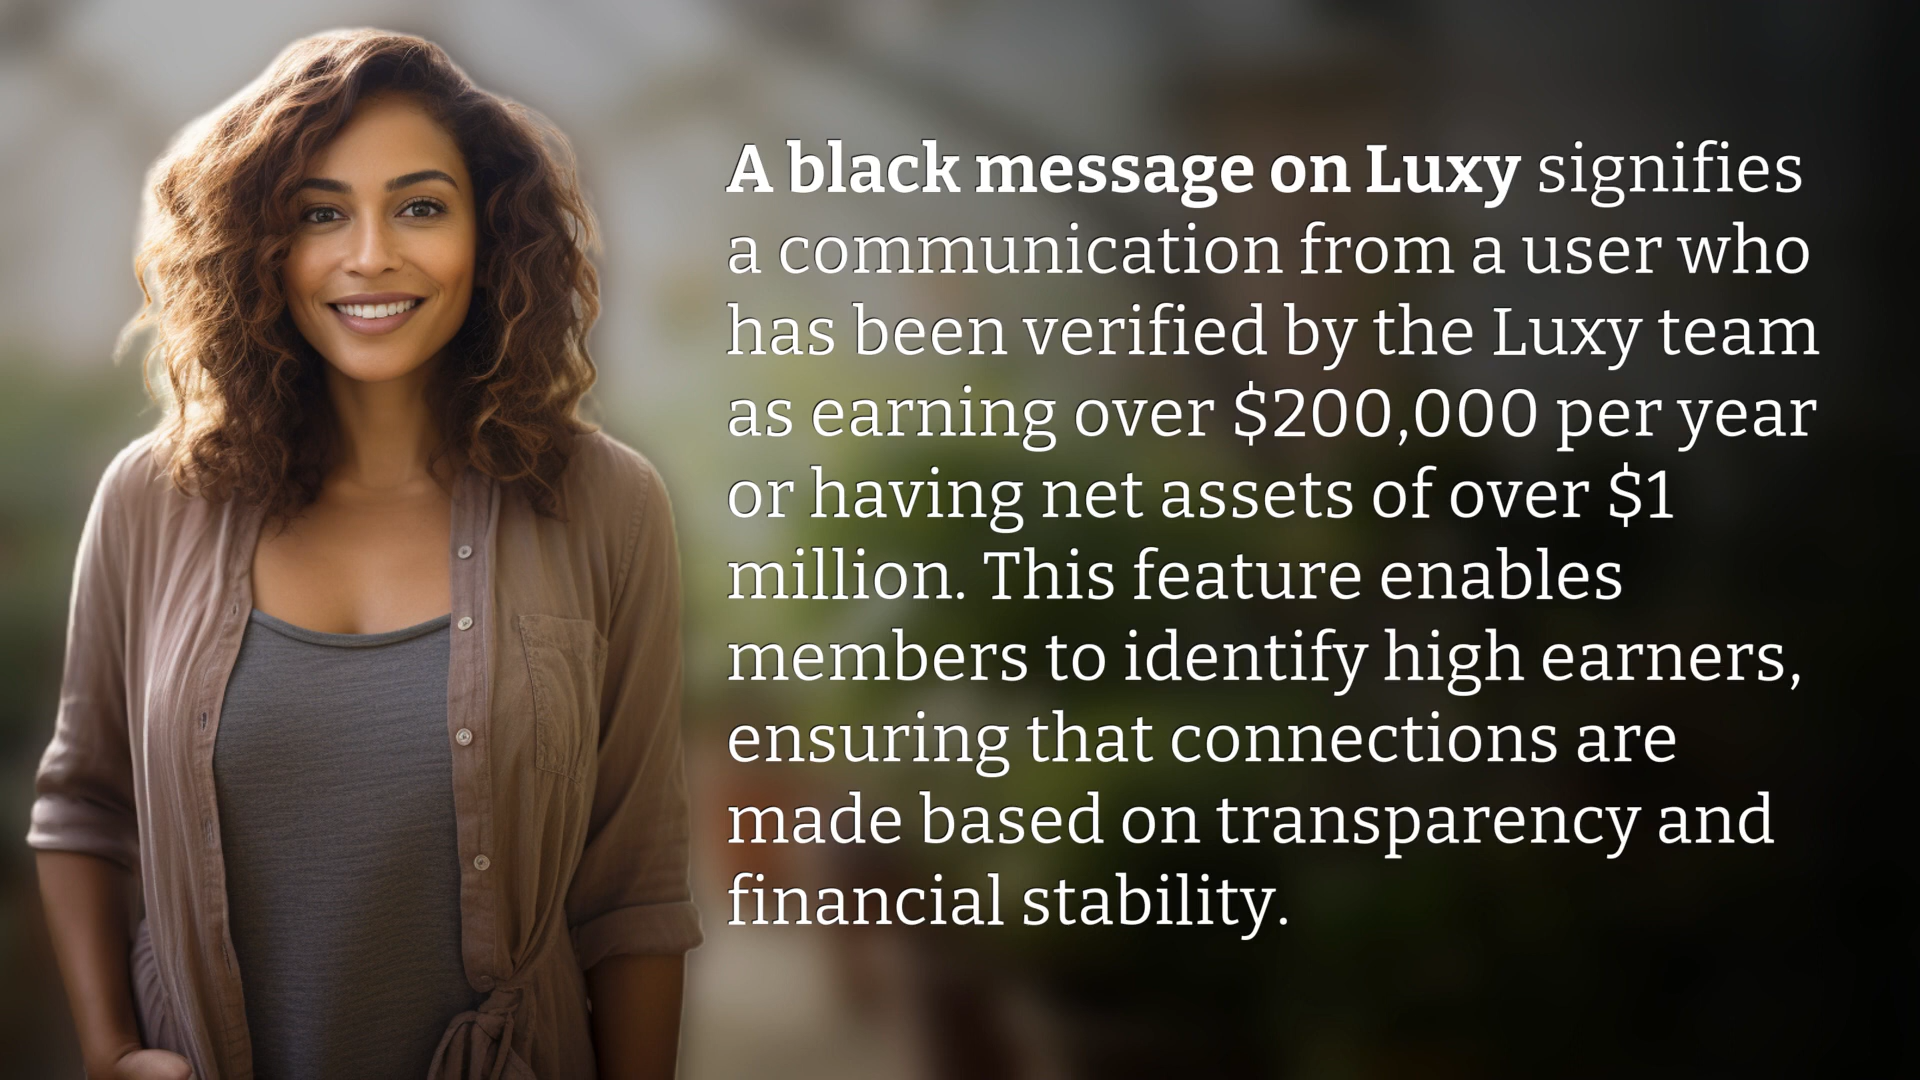 A black message on Luxy signifies
a communication from a user who
has been verified by the Luxy team
as earning over $200,000 per year
or having net assets of over $1
million. This feature enables
members to identify high earners,
ensuring that connections are
made based on transparency and
financial stability.